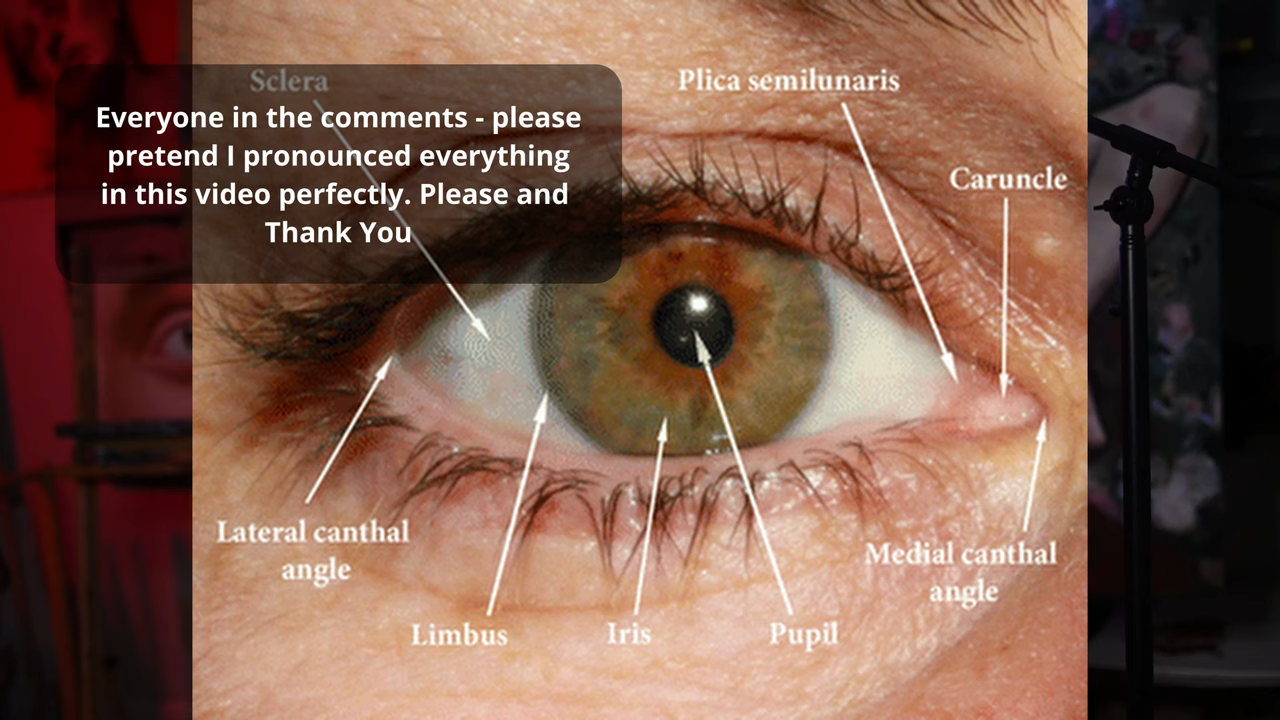 Sclera
Plica semilunaris
Everyone in the comments - please
pretend I pronounced everything
in this video perfectly. Please and
Thank You
Caruncle
Lateral canthal
angle
Medial canthal
angle
Limbus
Iris
Pupil